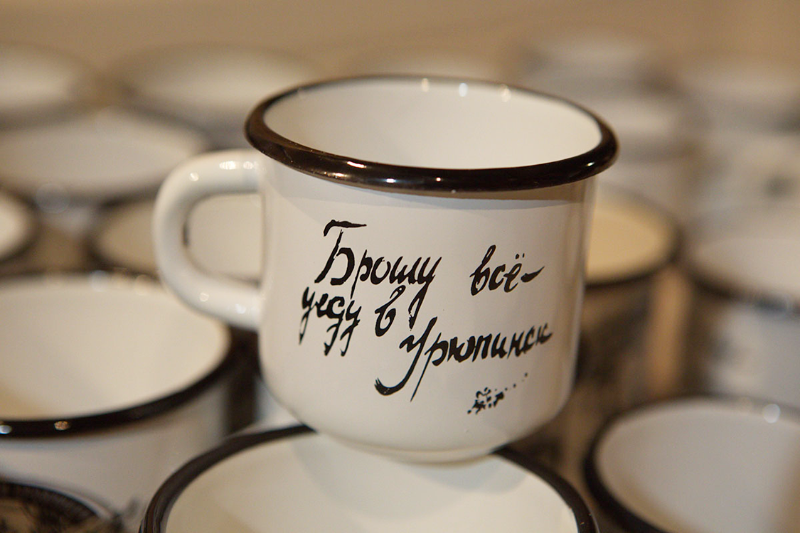 Брошу всё-
уеду в
Урюпинск